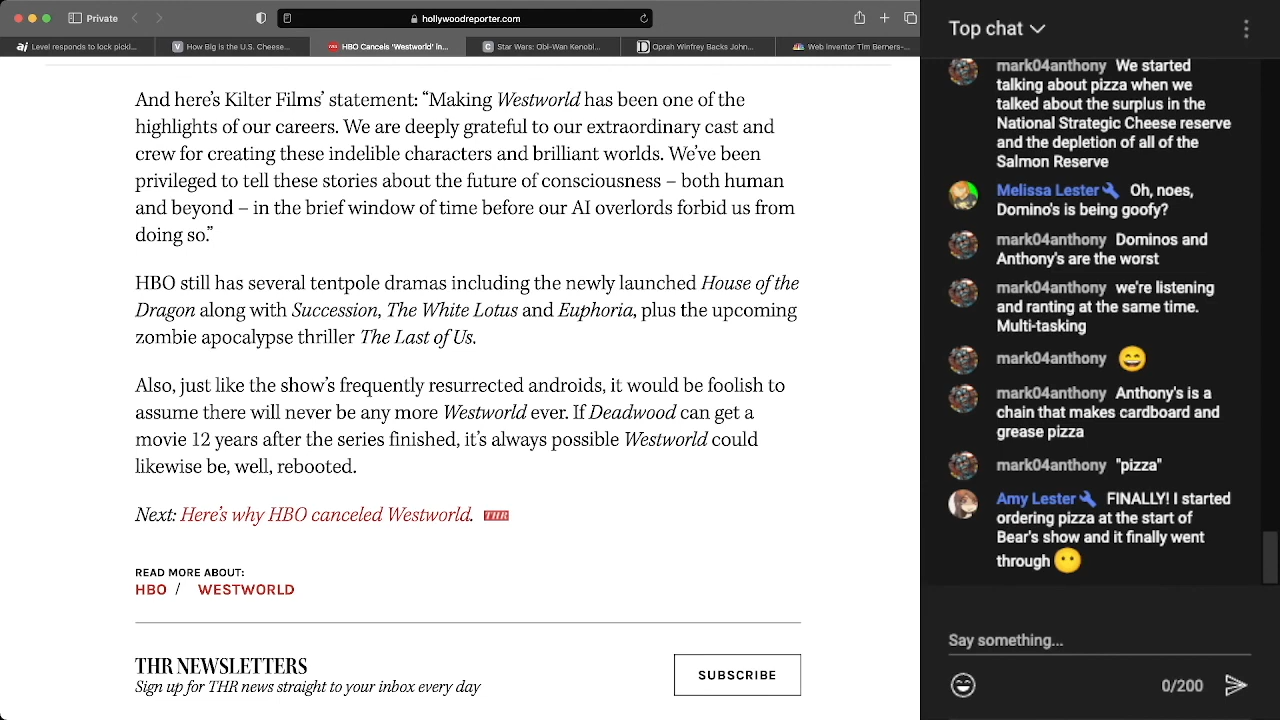 Private
hollywoodreporter.com
Level responds to lock pickl...
How Big Is the U.S. Cheese...
HBO Cancels 'Westworld' in...
Star Wars: Obi-Wan Kenobi...
Oprah Winfrey Backs John...
Web inventor Tim Berners-...
And here's Kilter Films' statement: “Making Westworld has been one of the
highlights of our careers. We are deeply grateful to our extraordinary cast and
crew for creating these indelible characters and brilliant worlds. We've been
privileged to tell these stories about the future of consciousness – both human
and beyond – in the brief window of time before our AI overlords forbid us from
doing so.”
HBO still has several tentpole dramas including the newly launched House of the
Dragon along with Succession, The White Lotus and Euphoria, plus the upcoming
zombie apocalypse thriller The Last of Us.
Also, just like the show's frequently resurrected androids, it would be foolish to
assume there will never be any more Westworld ever. If Deadwood can get a
movie 12 years after the series finished, it's always possible Westworld could
likewise be, well, rebooted.
Next: Here's why HBO canceled Westworld. THR
READ MORE ABOUT:
HBO / WESTWORLD
THR NEWSLETTERS
Sign up for THR news straight to your inbox every day
SUBSCRIBE
Top chat
mark04anthony We started
talking about pizza when we
talked about the surplus in the
National Strategic Cheese reserve
and the depletion of all of the
Salmon Reserve
Melissa Lester Oh, noes,
Domino's is being goofy?
mark04anthony Dominos and
Anthony's are the worst
mark04anthony we're listening
and ranting at the same time.
Multi-tasking
mark04anthony 😄
mark04anthony Anthony's is a
chain that makes cardboard and
grease pizza
mark04anthony "pizza"
Amy Lester FINALLY! I started
ordering pizza at the start of
Bear's show and it finally went
through 😶
Say something...
0/200